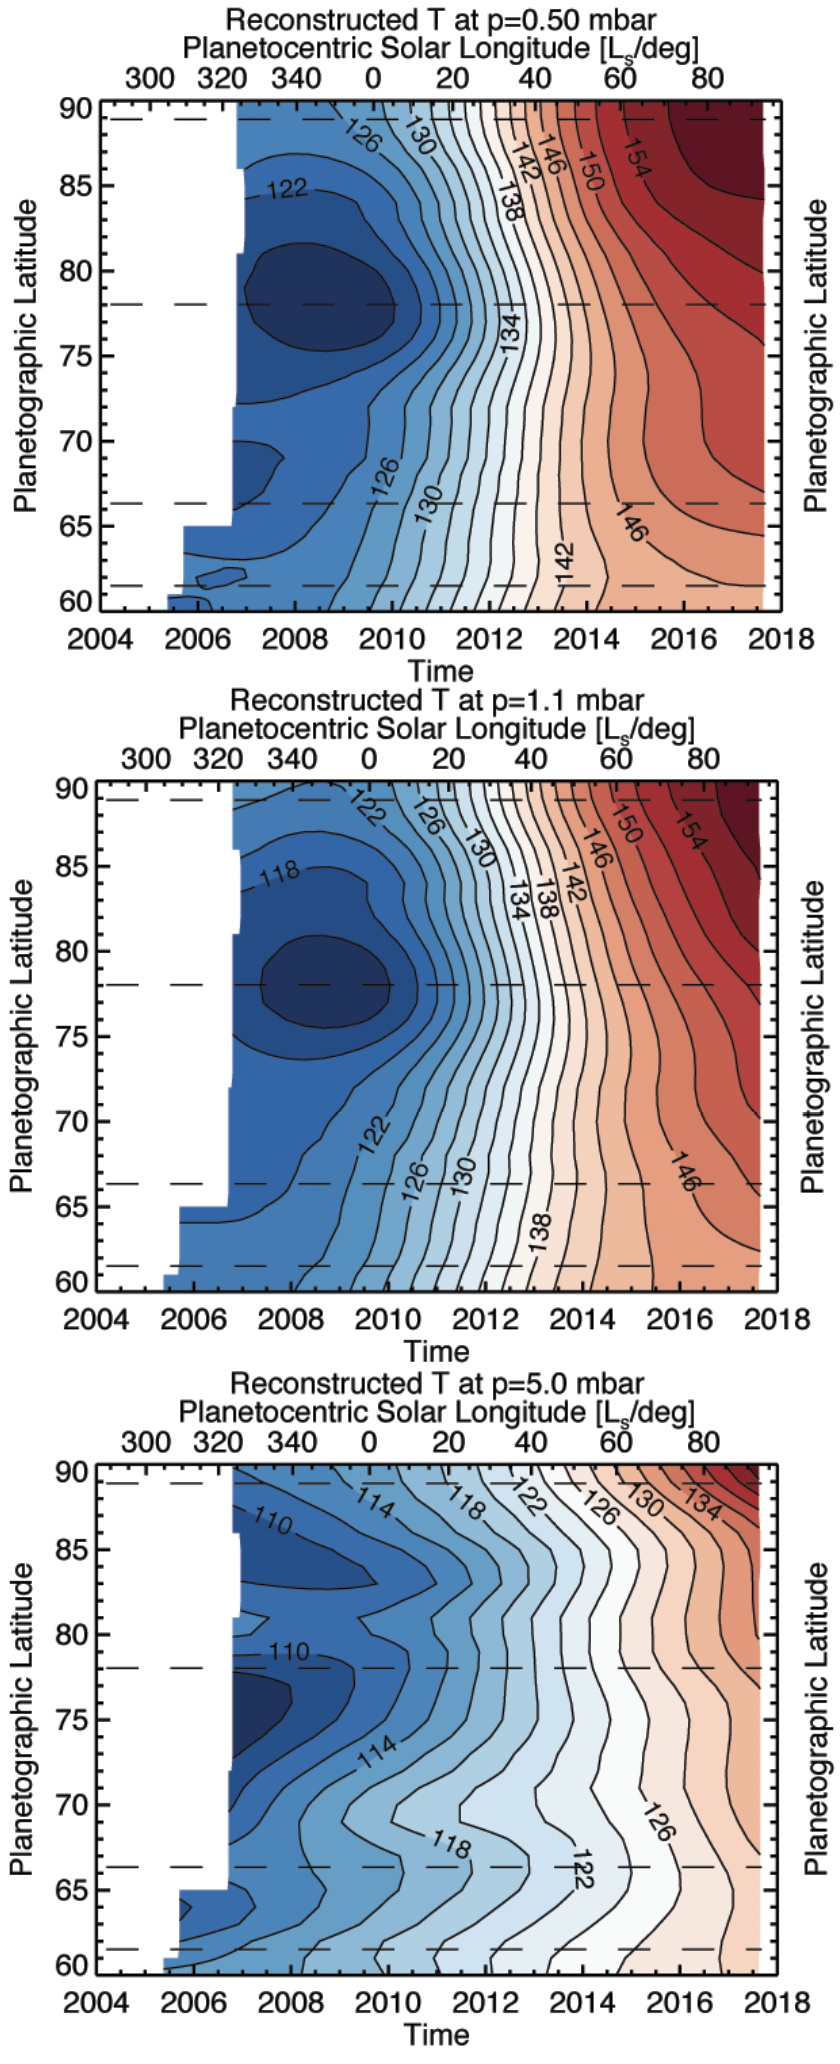 Reconstructed T at p=0.50 mbar
Planetocentric Solar Longitude [Ls/deg]
300 320 340 0 20 40 60 80
90
85
80
75
70
65
60
Planetographic Latitude
Planetographic Latitude
126 130 142 146 150 154
122 138
134
126 130 146
142
2004 2006 2008 2010 2012 2014 2016 2018
Time
Reconstructed T at p=1.1 mbar
Planetocentric Solar Longitude [Ls/deg]
300 320 340 0 20 40 60 80
90
85
80
75
70
65
60
Planetographic Latitude
Planetographic Latitude
122 126 130 146 150 154
118 134 138 142
122
126 130 146
138
2004 2006 2008 2010 2012 2014 2016 2018
Time
Reconstructed T at p=5.0 mbar
Planetocentric Solar Longitude [Ls/deg]
300 320 340 0 20 40 60 80
90
85
80
75
70
65
60
Planetographic Latitude
Planetographic Latitude
110 114 118 122 126 130 134
110
114
118 122 126
2004 2006 2008 2010 2012 2014 2016 2018
Time